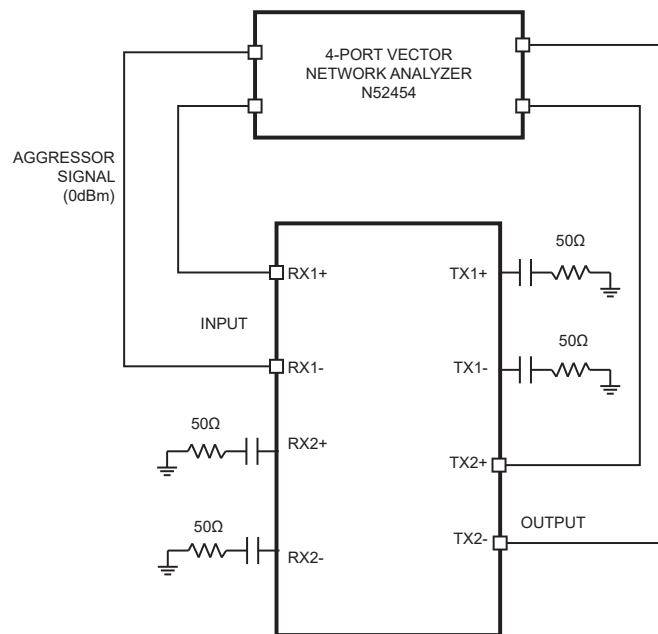 4-PORT VECTOR
NETWORK ANALYZER
N52454
AGGRESSOR
SIGNAL
(0dBm)
50Ω
RX1+
TX1+
INPUT
50Ω
RX1-
TX1-
50Ω
RX2+
TX2+
50Ω
OUTPUT
RX2-
TX2-